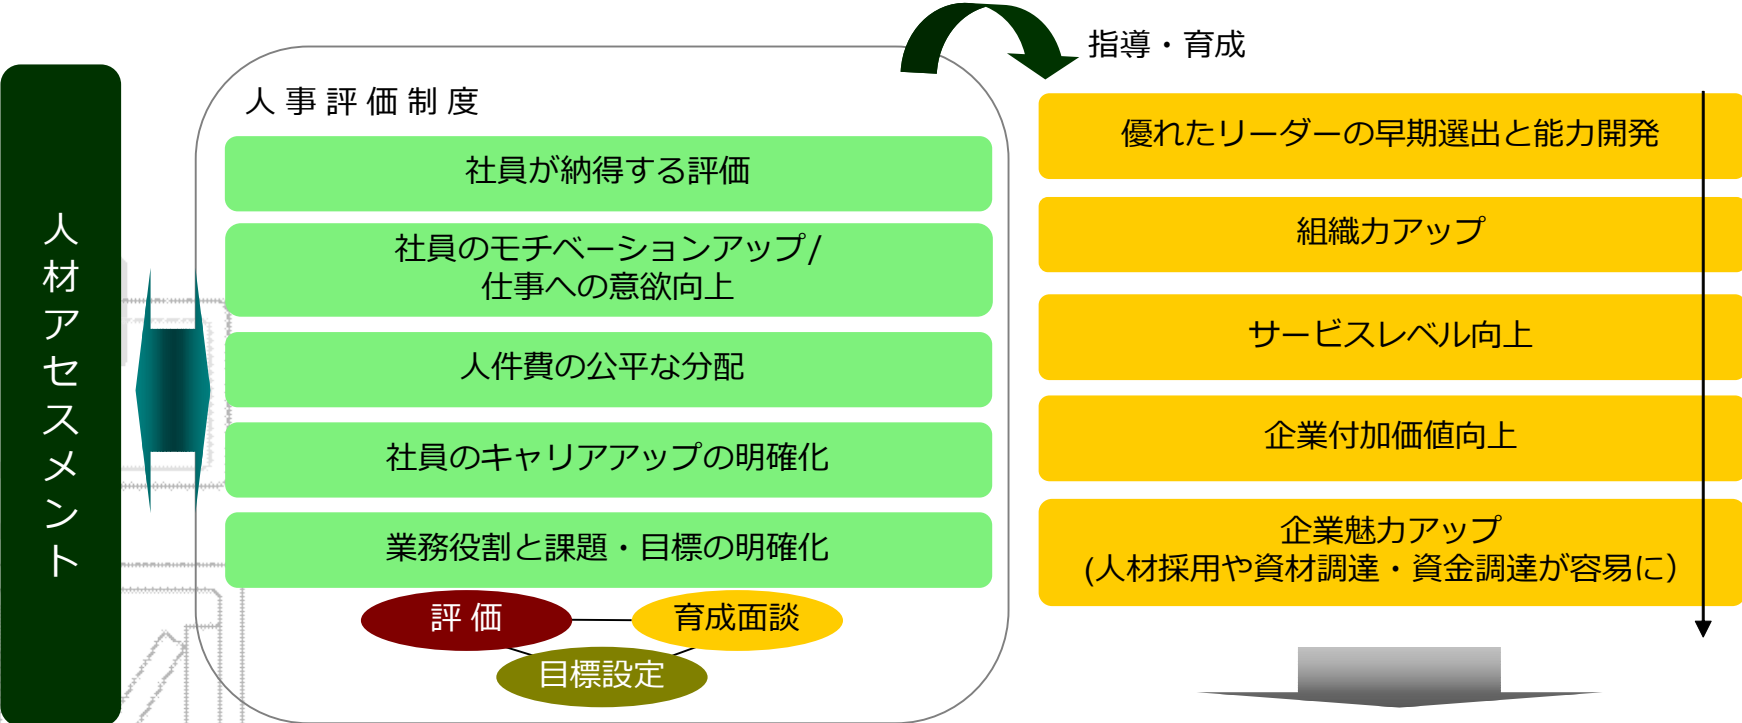 人材アセスメント
人事評価制度
社員が納得する評価
社員のモチベーションアップ/
仕事への意欲向上
人件費の公平な分配
社員のキャリアアップの明確化
業務役割と課題・目標の明確化
評価
育成面談
目標設定
指導・育成
優れたリーダーの早期選出と能力開発
組織力アップ
サービスレベル向上
企業付加価値向上
企業魅力アップ
(人材採用や資材調達・資金調達が容易に）